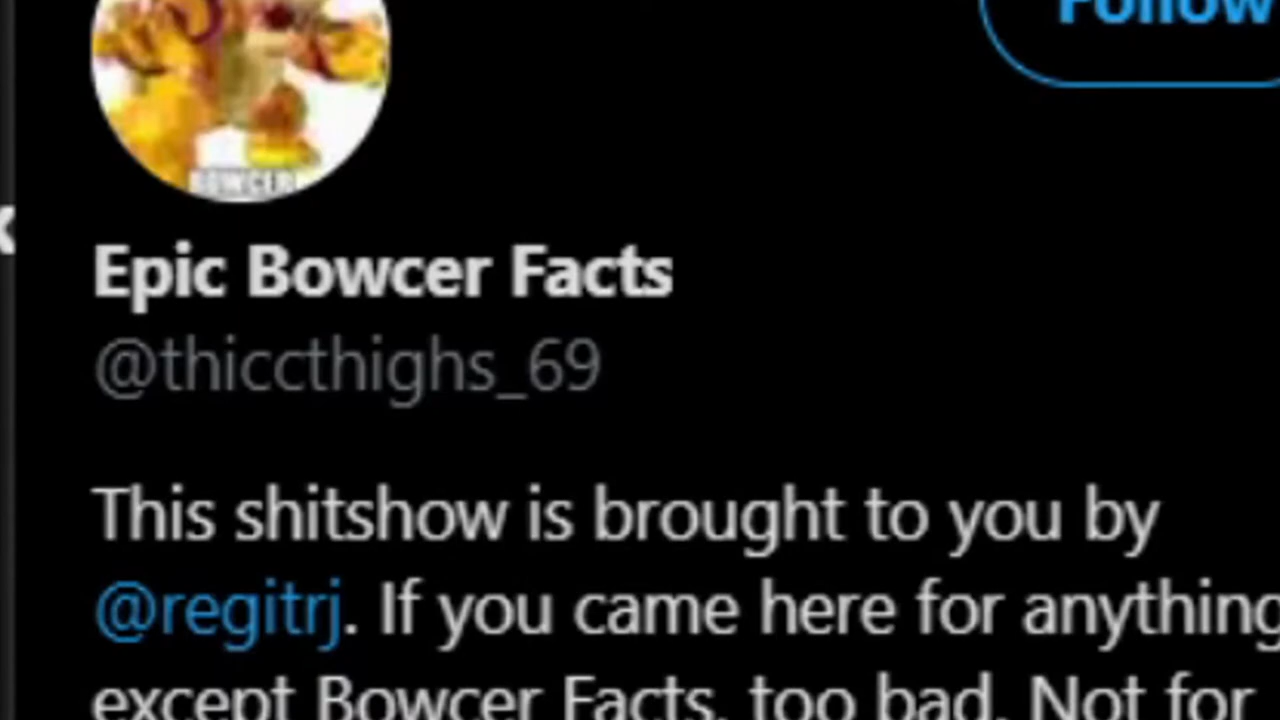 Follow
BOWCER
Epic Bowcer Facts
@thiccthighs_69
This shitshow is brought to you by
@regitrj. If you came here for anything
except Bowcer Facts, too bad. Not for